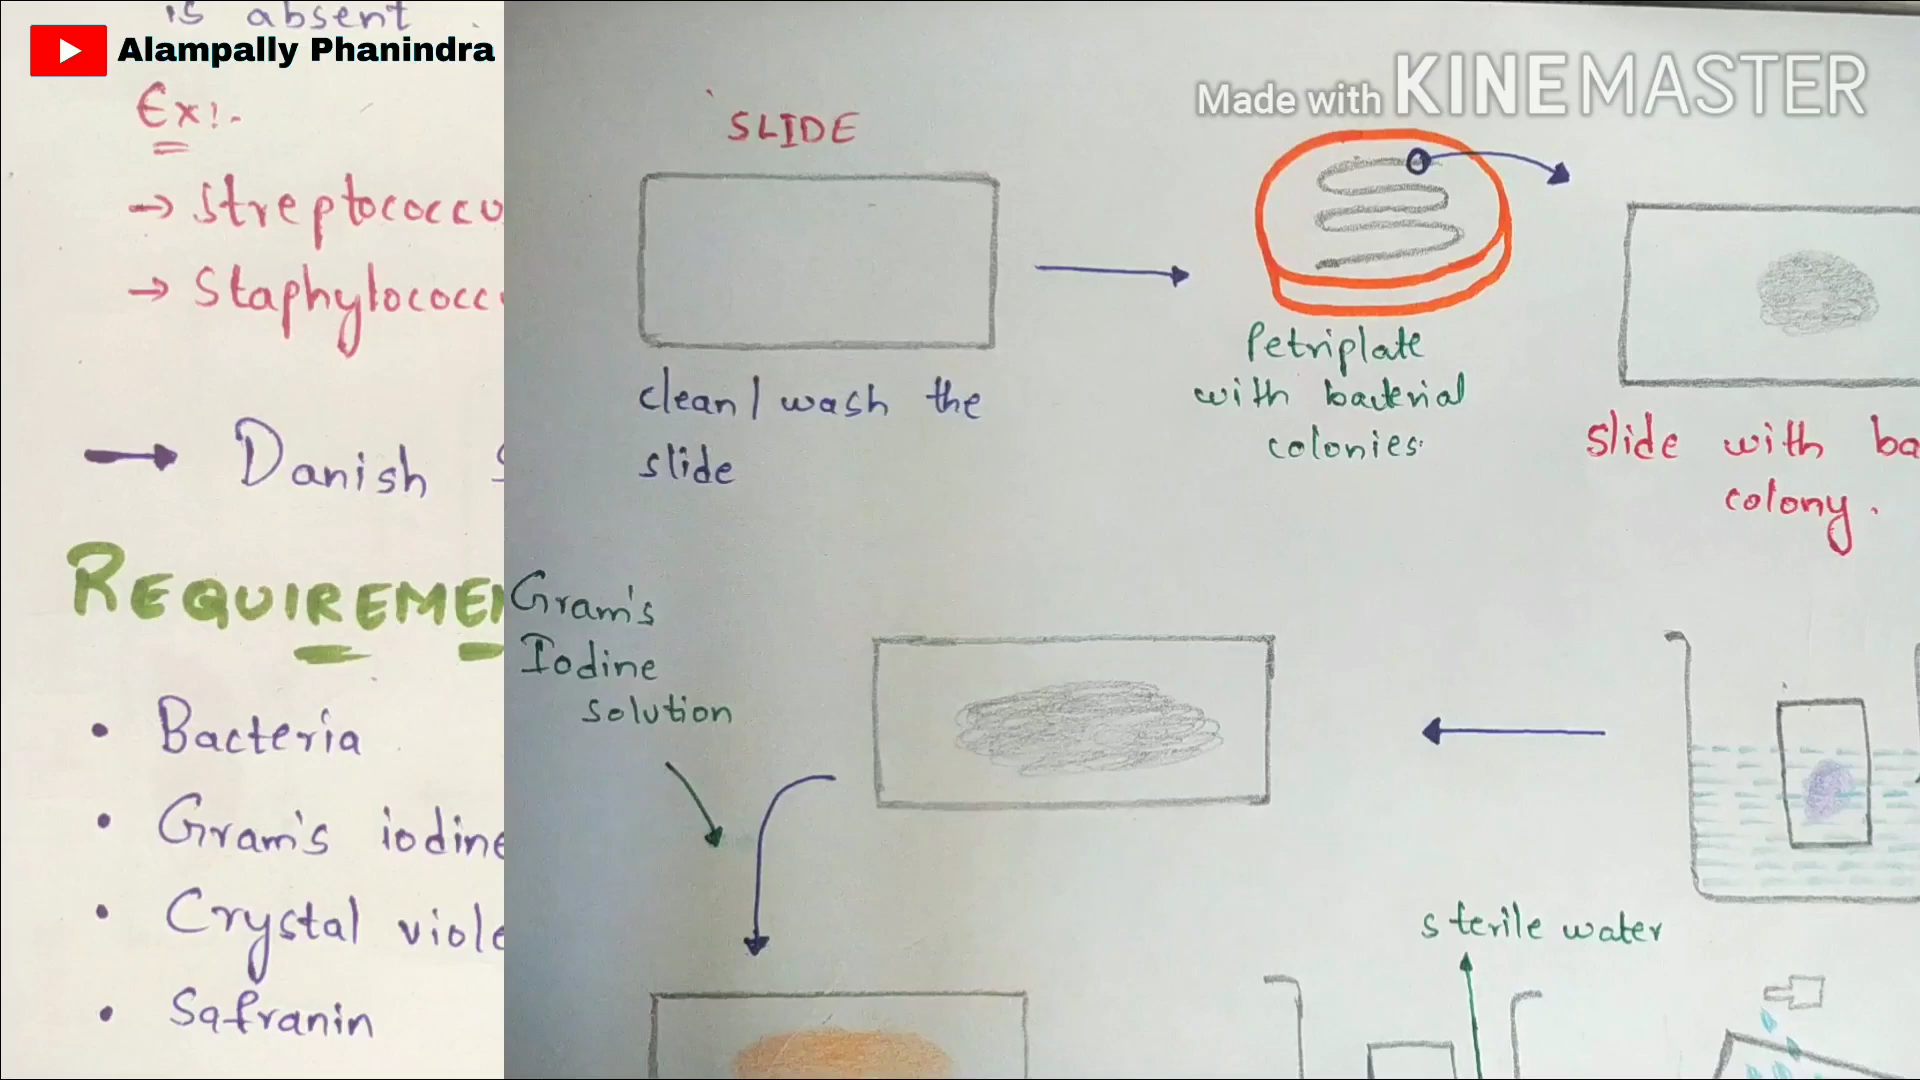 is absent
Alampally Phanindra
Ex:-
→ Streptococcu
→ Staphylococc
→ Danish
REQUIREME
• Bacteria
• Gram's iodine
• Crystal viole
• Safranin
Made with KINEMASTER
SLIDE
clean/wash the
slide
Petriplate
with bacterial
colonies.
slide with ba
colony.
Gram's
Iodine
solution
sterile water